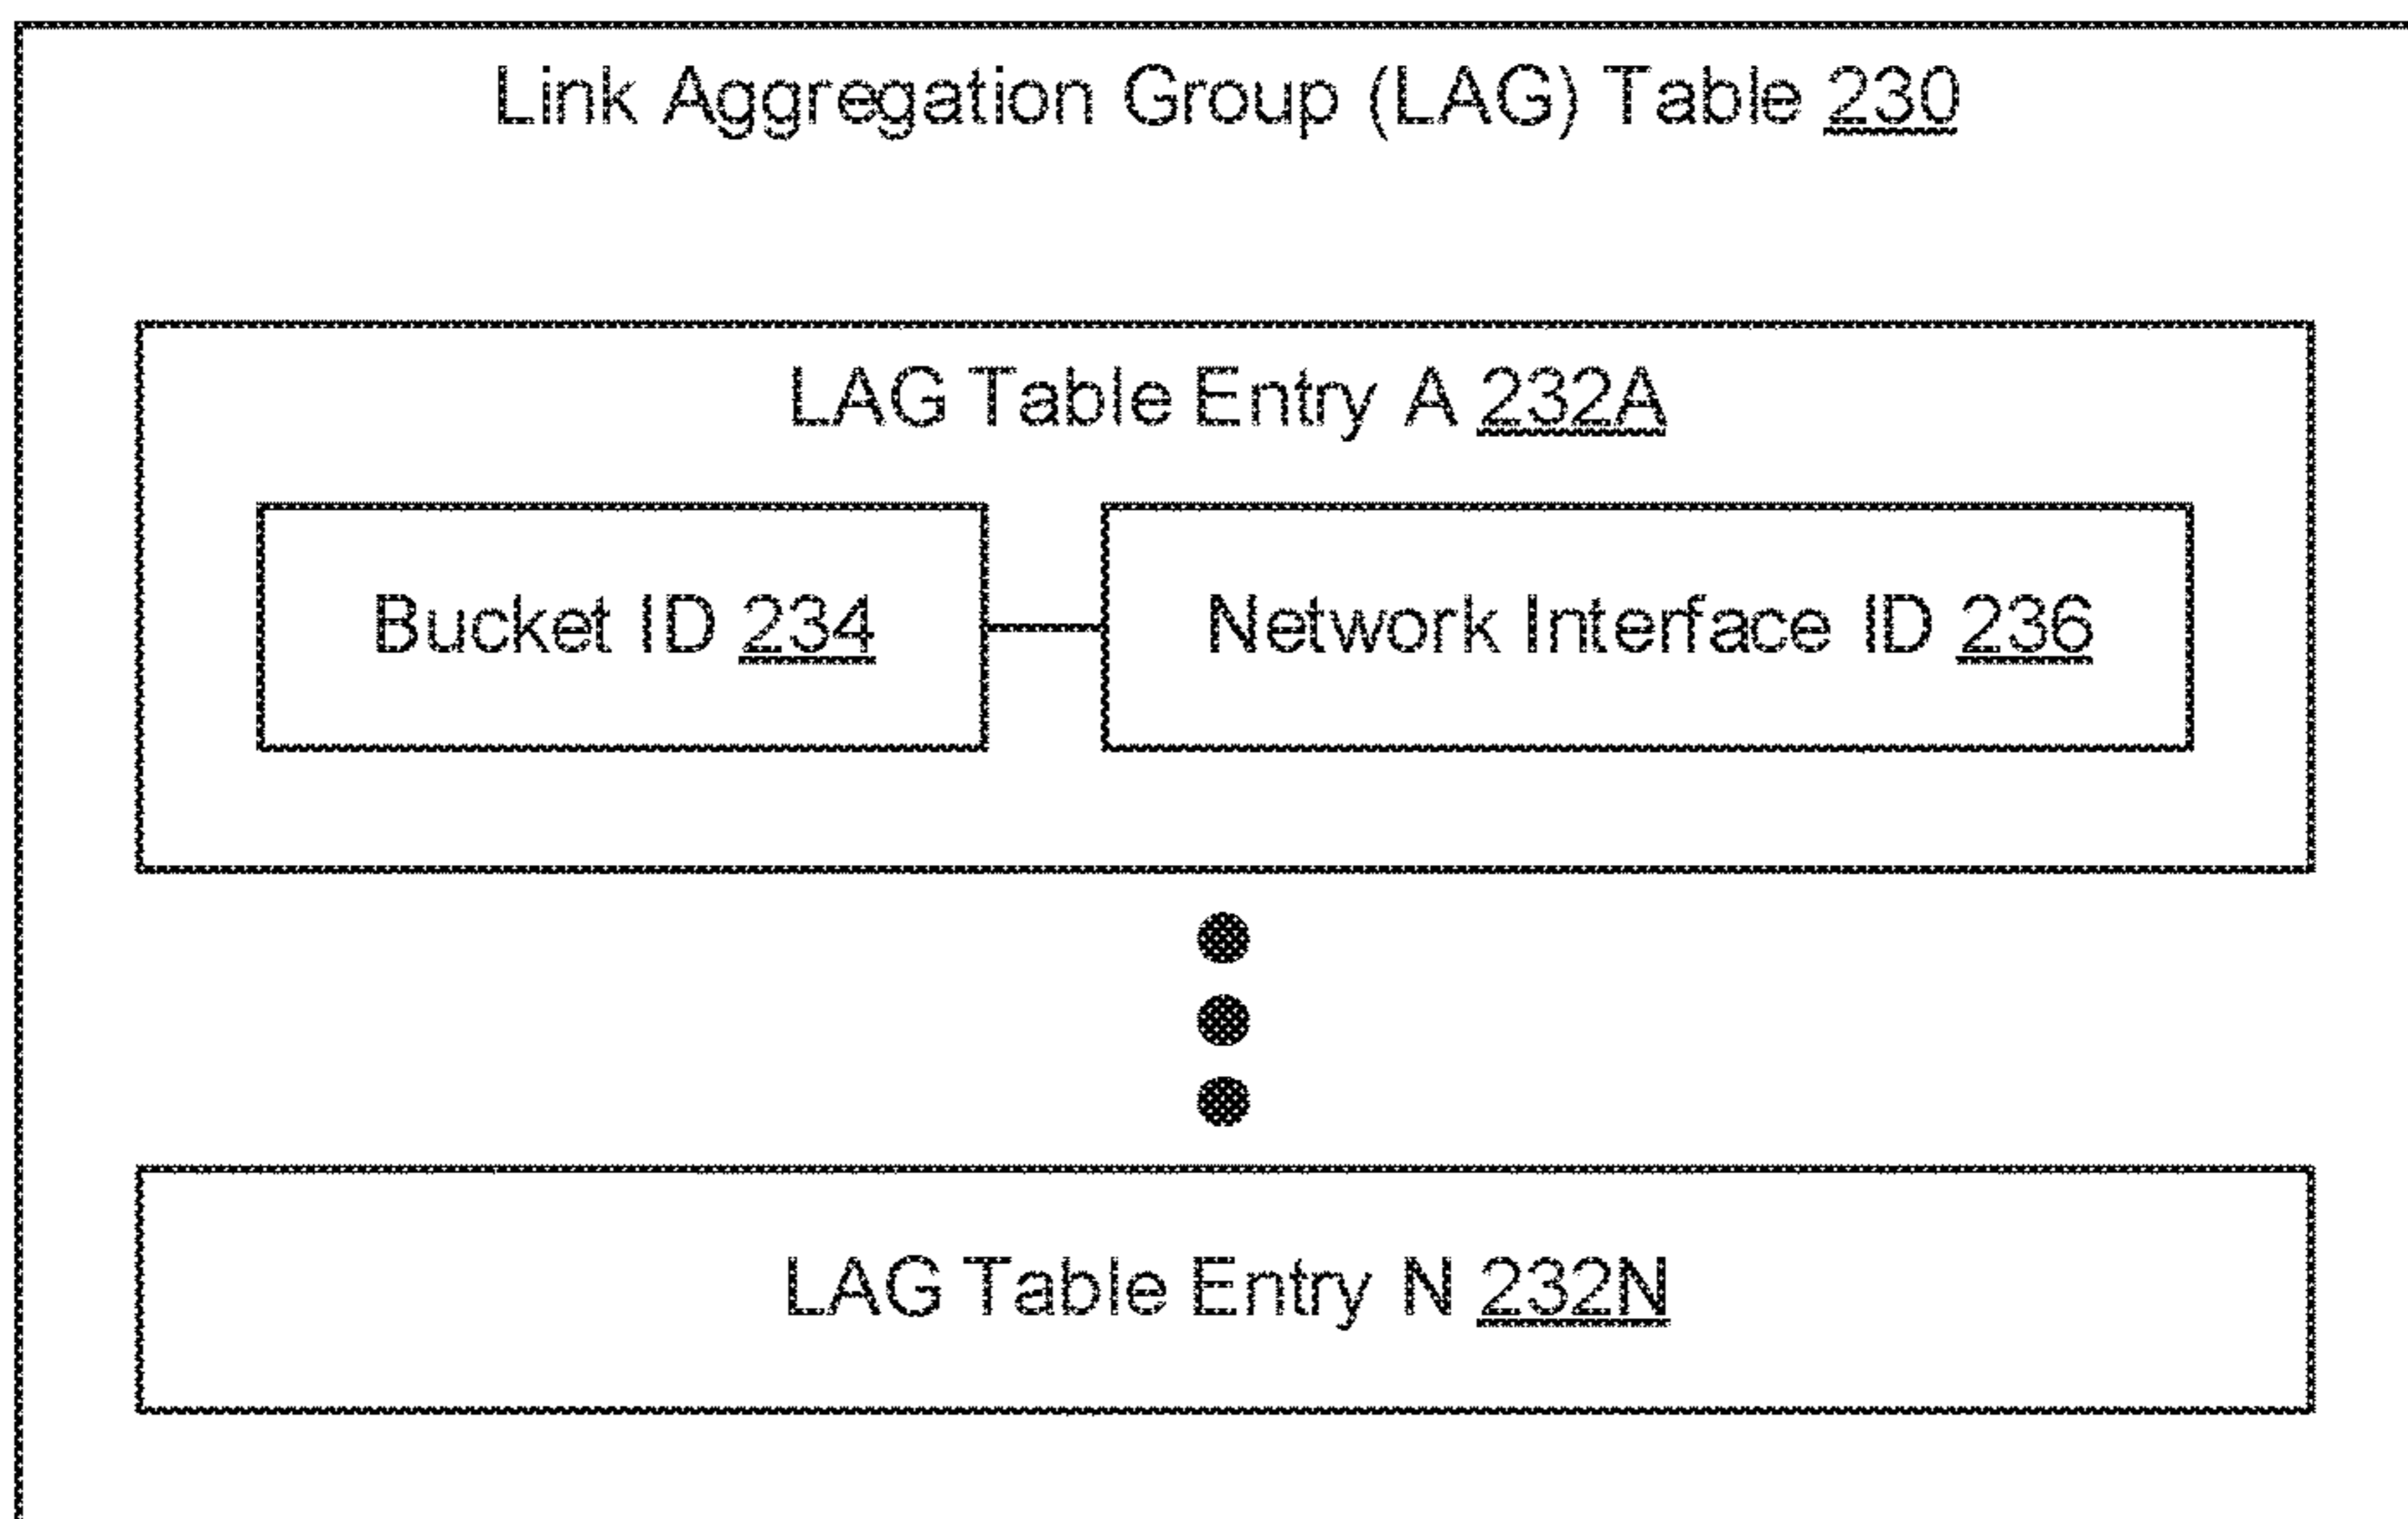 Link Aggregation Group (LAG) Table 230
LAG Table Entry A 232A
Bucket ID 234
Network Interface ID 236
LAG Table Entry N 232N